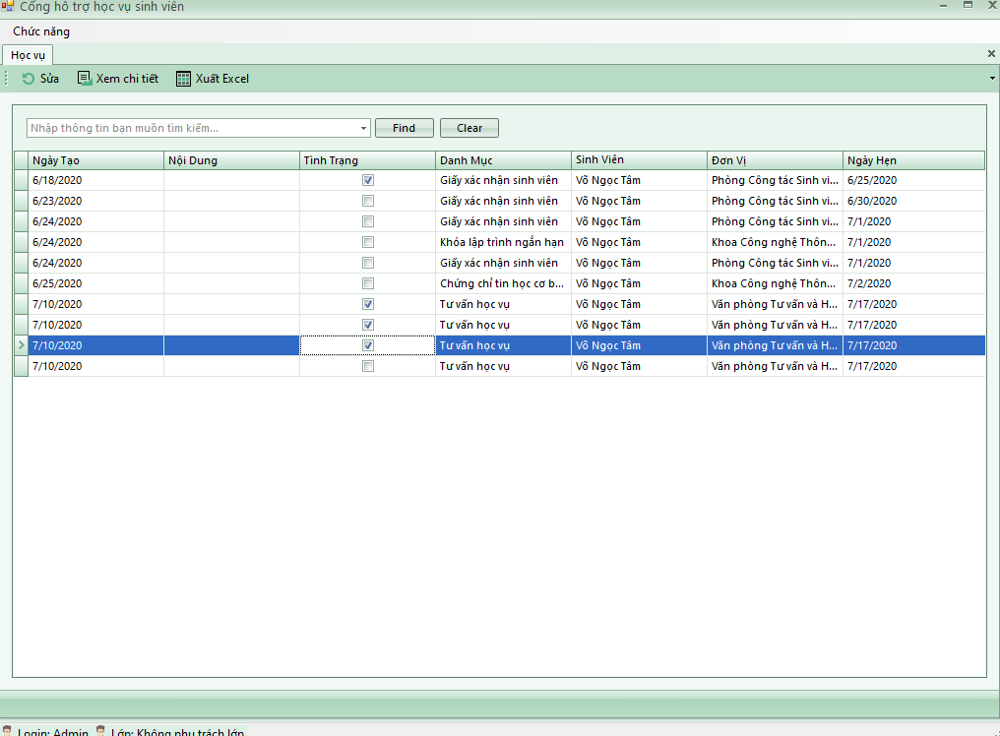 Cổng hỗ trợ học vụ sinh viên
Chức năng
Học vụ
Sửa Xem chi tiết Xuất Excel
Nhập thông tin bạn muồn tìm kiếm... Find Clear
Ngày Tạo Nội Dung Tình Trạng Danh Mục Sinh Viên Đơn Vị Ngày Hẹn
6/18/2020 Giấy xác nhận sinh viên Võ Ngọc Tâm Phòng Công tác Sinh vi... 6/25/2020
6/23/2020 Giấy xác nhận sinh viên Võ Ngọc Tâm Phòng Công tác Sinh vi... 6/30/2020
6/24/2020 Giấy xác nhận sinh viên Võ Ngọc Tâm Phòng Công tác Sinh vi... 7/1/2020
6/24/2020 Khóa lập trình ngắn hạn Võ Ngọc Tâm Khoa Công nghệ Thôn... 7/1/2020
6/24/2020 Giấy xác nhận sinh viên Võ Ngọc Tâm Phòng Công tác Sinh vi... 7/1/2020
6/25/2020 Chứng chỉ tin học cơ b... Võ Ngọc Tâm Khoa Công nghệ Thôn... 7/2/2020
7/10/2020 Tư vấn học vụ Võ Ngọc Tâm Văn phòng Tư vấn và H... 7/17/2020
7/10/2020 Tư vấn học vụ Võ Ngọc Tâm Văn phòng Tư vấn và H... 7/17/2020
7/10/2020 Tư vấn học vụ Võ Ngọc Tâm Văn phòng Tư vấn và H... 7/17/2020
7/10/2020 Tư vấn học vụ Võ Ngọc Tâm Văn phòng Tư vấn và H... 7/17/2020
Login: Admin Lớp: Không phụ trách lớp